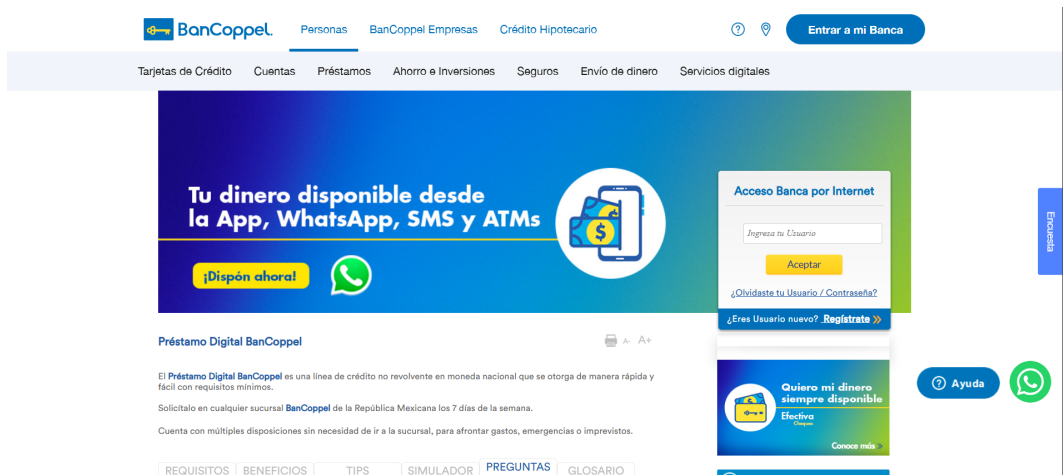 BanCoppel.
Personas
BanCoppel Empresas
Crédito Hipotecario
Entrar a mi Banca
Tarjetas de Crédito
Cuentas
Préstamos
Ahorro e Inversiones
Seguros
Envío de dinero
Servicios digitales
Tu dinero disponible desde
la App, WhatsApp, SMS y ATMs
¡Dispón ahora!
Acceso Banca por Internet
Ingresa tu Usuario
Aceptar
¿Olvidaste tu Usuario / Contraseña?
¿Eres Usuario nuevo? Regístrate »
Encuesta
Préstamo Digital BanCoppel
A- A+
El Préstamo Digital BanCoppel es una línea de crédito no revolvente en moneda nacional que se otorga de manera rápida y
fácil con requisitos mínimos.
Solicítalo en cualquier sucursal BanCoppel de la República Mexicana los 7 días de la semana.
Cuenta con múltiples disposiciones sin necesidad de ir a la sucursal, para afrontar gastos, emergencias o imprevistos.
Quiero mi dinero
siempre disponible
Efectiva
Cheques
Conoce más »
? Ayuda
REQUISITOS
BENEFICIOS
TIPS
SIMULADOR
PREGUNTAS
GLOSARIO